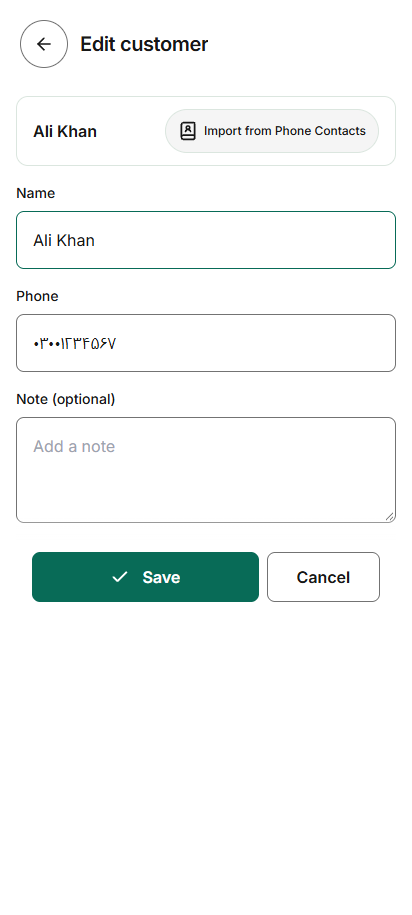 Edit customer
Ali Khan
Import from Phone Contacts
Name
Ali Khan
Phone
۰۳۰۰۱۲۳۴۵۶۷
Note (optional)
Add a note
Save
Cancel